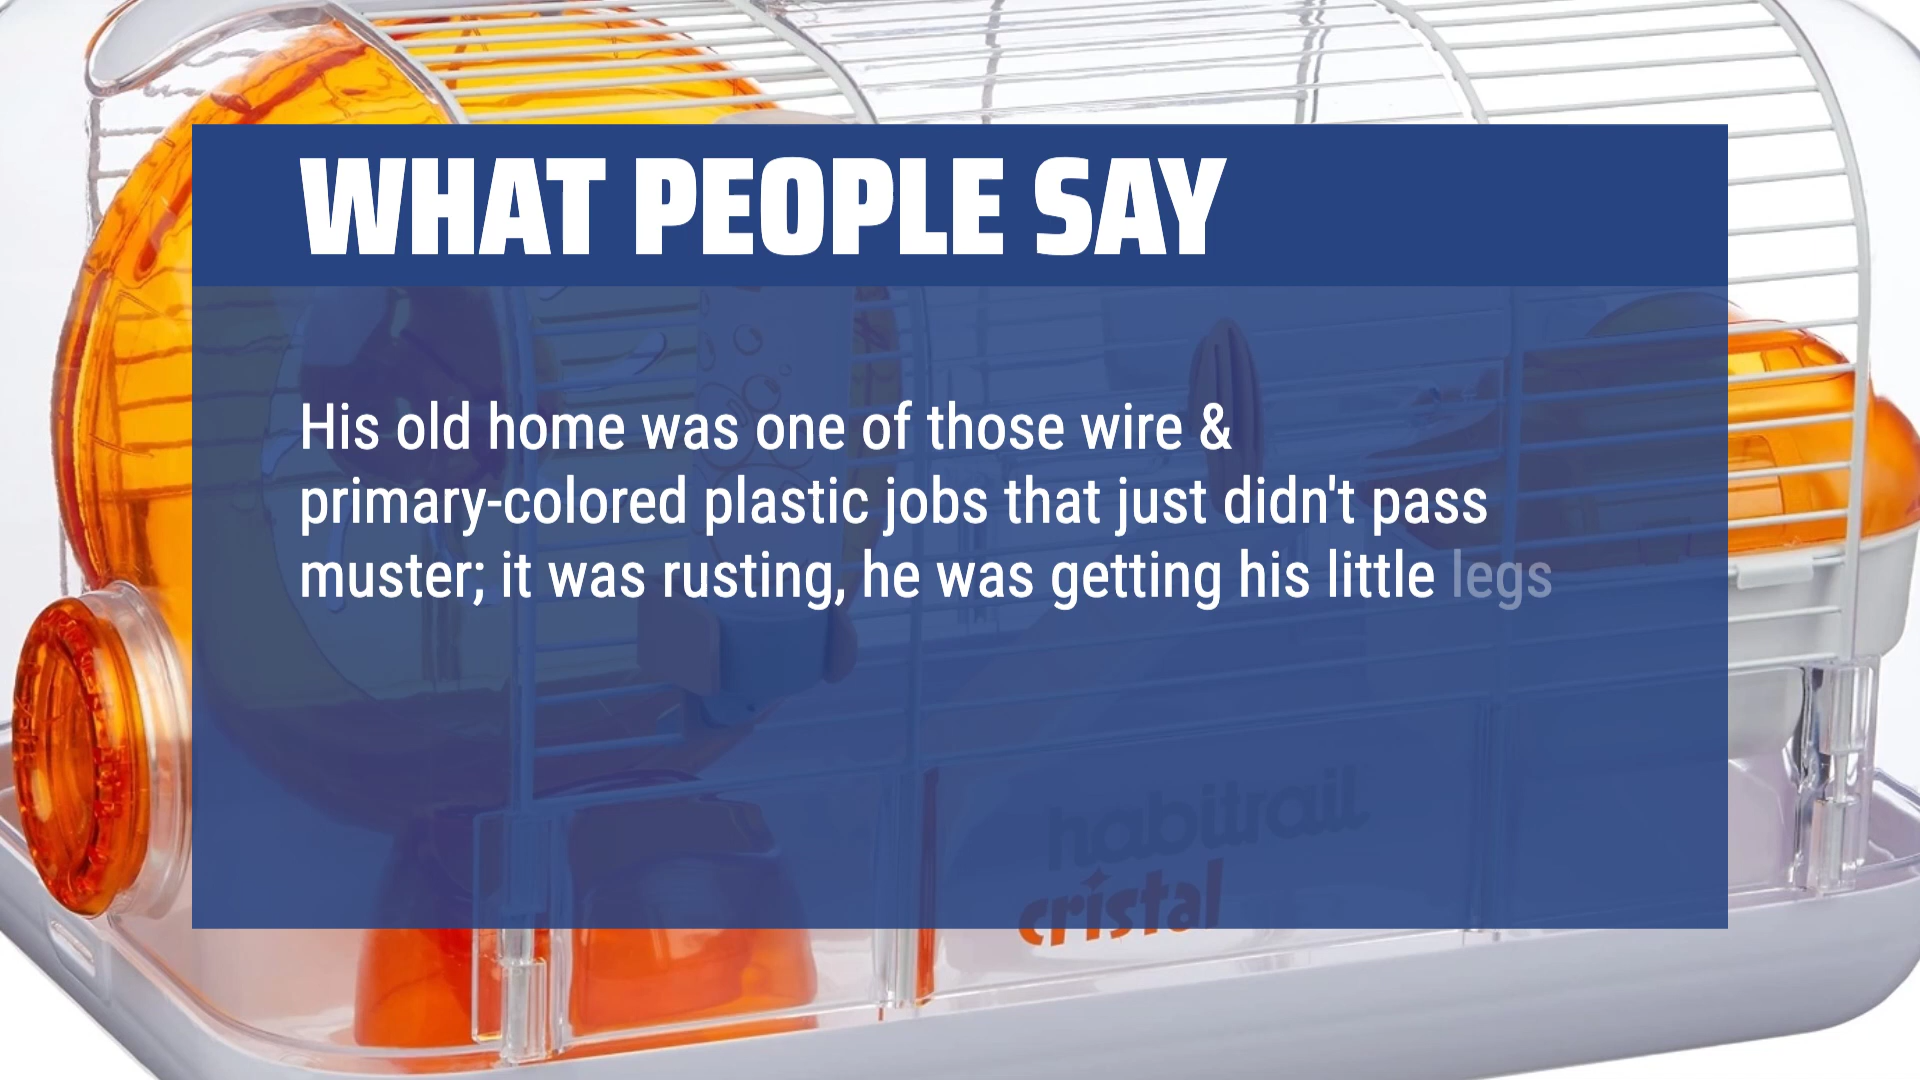 WHAT PEOPLE SAY
His old home was one of those wire &
primary-colored plastic jobs that just didn't pass
muster; it was rusting, he was getting his little legs
habitrail
cristal